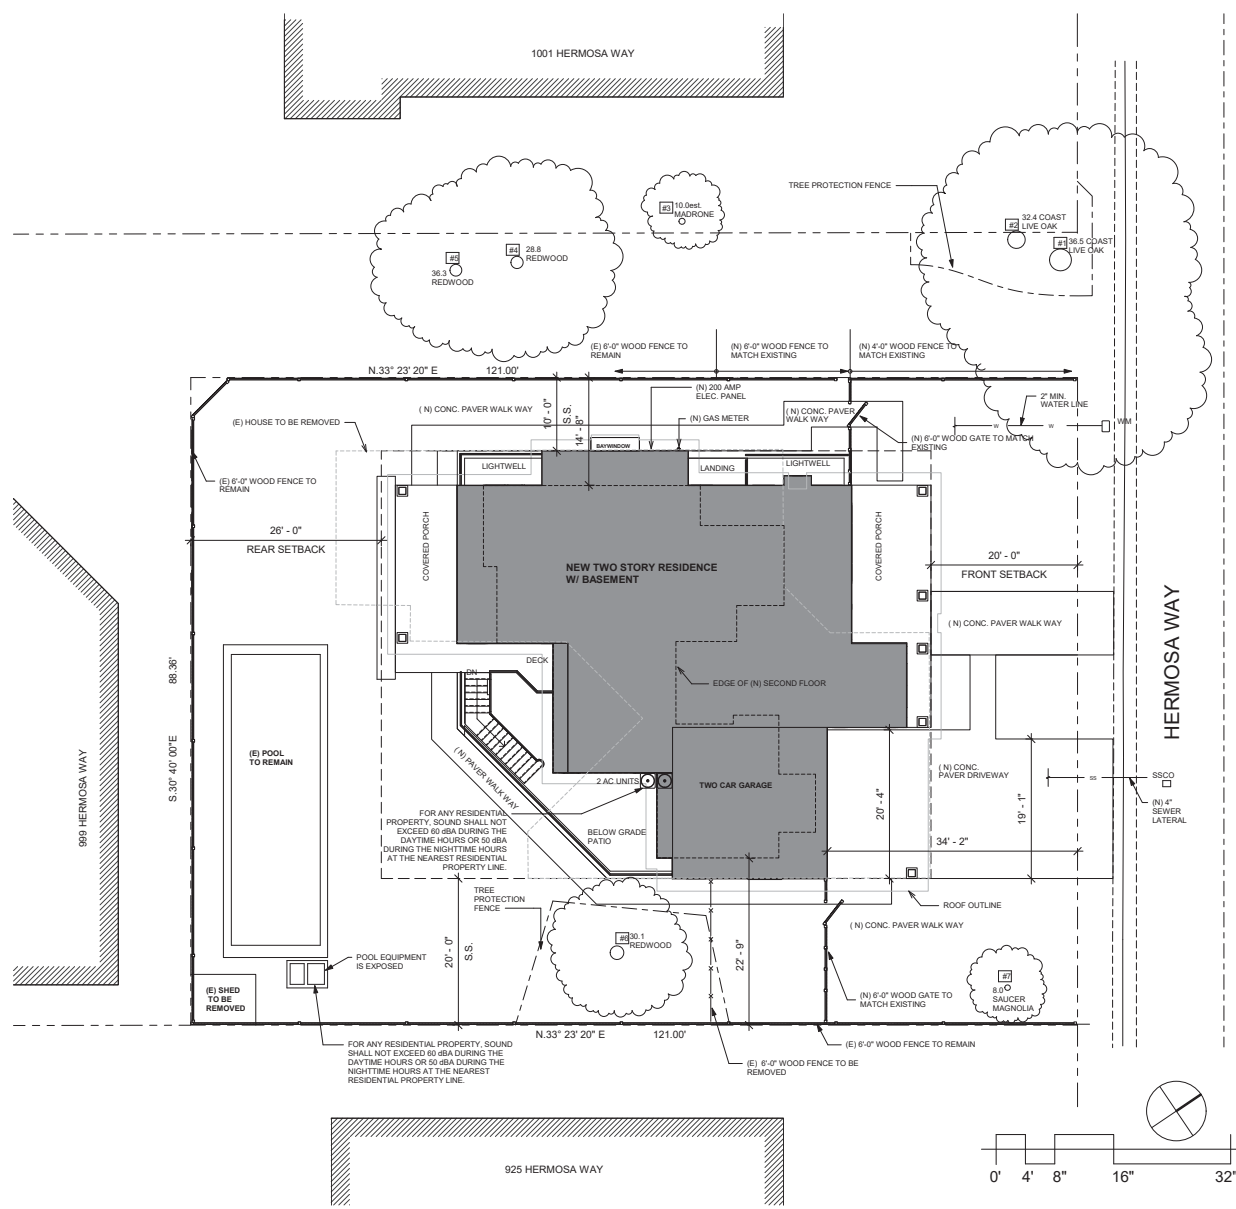 1001 HERMOSA WAY
TREE PROTECTION FENCE
#3
10.0est.
MADRONE
#2
32.4 COAST
LIVE OAK
#1
36.5 COAST
LIVE OAK
#4
28.8
REDWOOD
#5
36.3
REDWOOD
(E) 6'-0" WOOD FENCE TO
REMAIN
(N) 6'-0" WOOD FENCE TO
MATCH EXISTING
(N) 4'-0" WOOD FENCE TO
MATCH EXISTING
N.33° 23' 20" E
121.00'
(N) 200 AMP
ELEC. PANEL
2" MIN.
WATER LINE
(E) HOUSE TO BE REMOVED
( N) CONC. PAVER WALK WAY
10' - 0"
S.S.
14' - 8"
(N) GAS METER
( N) CONC. PAVER
WALK WAY
W
W
WM
(N) 6'-0" WOOD GATE TO MATCH
EXISTING
BAYWINDOW
LIGHTWELL
LANDING
LIGHTWELL
(E) 6'-0" WOOD FENCE TO
REMAIN
26' - 0"
REAR SETBACK
COVERED PORCH
NEW TWO STORY RESIDENCE
W/ BASEMENT
COVERED PORCH
20' - 0"
FRONT SETBACK
( N) CONC. PAVER WALK WAY
HERMOSA WAY
88.36'
S.30° 40' 00"E
999 HERMOSA WAY
DECK
DN
EDGE OF (N) SECOND FLOOR
(E) POOL
TO REMAIN
( N) PAVER WALK WAY
2 AC UNITS
TWO CAR GARAGE
( N) CONC.
PAVER DRIVEWAY
SS
SSCO
(N) 4"
SEWER
LATERAL
20' - 4"
19' - 1"
FOR ANY RESIDENTIAL
PROPERTY, SOUND SHALL NOT
EXCEED 60 dBA DURING THE
DAYTIME HOURS OR 50 dBA
DURING THE NIGHTTIME HOURS
AT THE NEAREST RESIDENTIAL
PROPERTY LINE.
BELOW GRADE
PATIO
34' - 2"
TREE
PROTECTION
FENCE
ROOF OUTLINE
( N) CONC. PAVER WALK WAY
20' - 0"
S.S.
#6
30.1
REDWOOD
22' - 9"
POOL EQUIPMENT
IS EXPOSED
#7
8.0
SAUCER
MAGNOLIA
(E) SHED
TO BE
REMOVED
(N) 6'-0" WOOD GATE TO
MATCH EXISTING
N.33° 23' 20" E
121.00'
(E) 6'-0" WOOD FENCE TO REMAIN
FOR ANY RESIDENTIAL PROPERTY, SOUND
SHALL NOT EXCEED 60 dBA DURING THE
DAYTIME HOURS OR 50 dBA DURING THE
NIGHTTIME HOURS AT THE NEAREST
RESIDENTIAL PROPERTY LINE.
(E) 6'-0" WOOD FENCE TO BE
REMOVED
925 HERMOSA WAY
0'
4'
8"
16"
32"